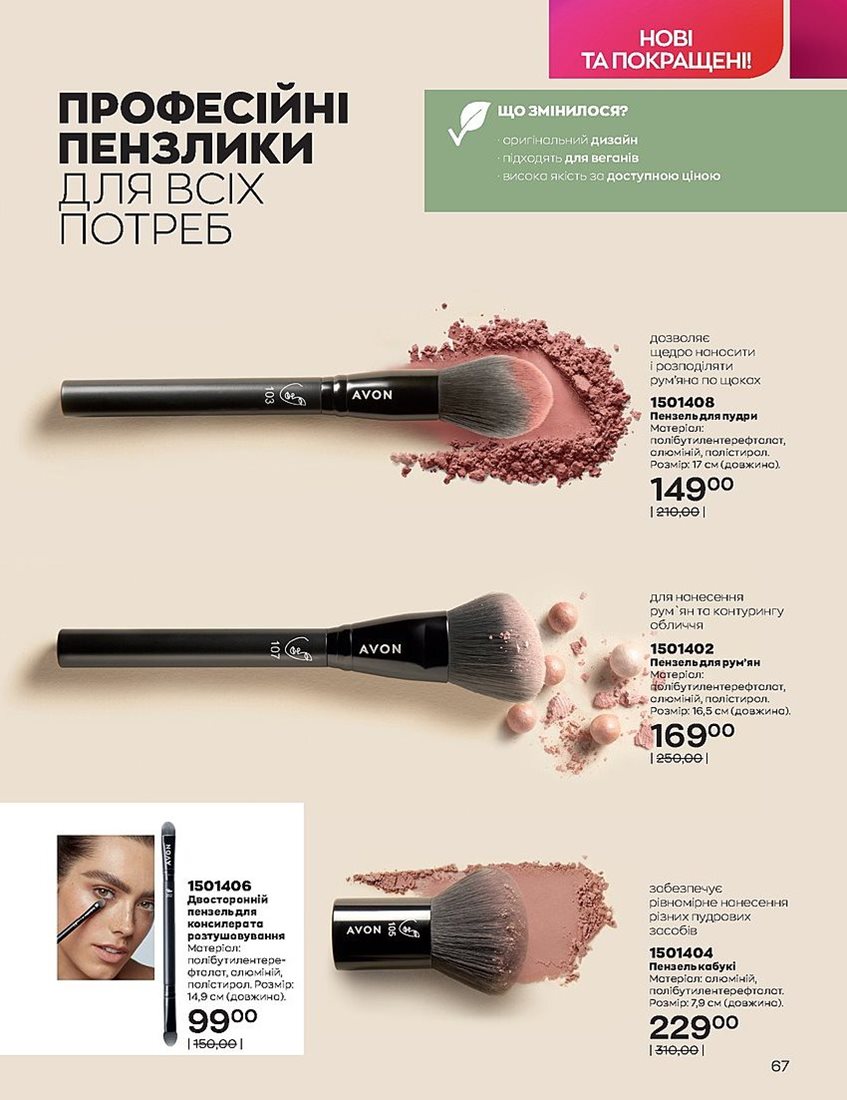 НОВІ
ТА ПОКРАЩЕНІ!
ПРОФЕСІЙНІ
ПЕНЗЛИКИ
ДЛЯ ВСІХ
ПОТРЕБ
ЩО ЗМІНИЛОСЯ?
· оригінальний дизайн
· підходять для веганів
· висока якість за доступною ціною
дозволяє
щедро наносити
і розподіляти
рум'яна по щоках
1501408
Пензель для пудри
Матеріал:
полібутилентерефталат,
алюміній, полістирол.
Розмір: 17 см (довжина).
149⁰⁰
| 210,00 |
103
AVON
для нанесення
рум`ян та контурингу
обличчя
1501402
Пензель для рум'ян
Матеріал:
полібутилентерефталат,
алюміній, полістирол.
Розмір: 16,5 см (довжина).
169⁰⁰
| 250,00 |
107
AVON
AVON
1501406
Двосторонній
пензель для
консилера та
розтушовування
Матеріал:
полібутилентере-
фталат, алюміній,
полістирол. Розмір:
14,9 см (довжина).
99⁰⁰
| 150,00 |
AVON
105
забезпечує
рівномірне нанесення
різних пудрових
засобів
1501404
Пензель кабукі
Матеріал: алюміній,
полібутилентерефталат.
Розмір: 7,9 см (довжина).
229⁰⁰
| 310,00 |
67